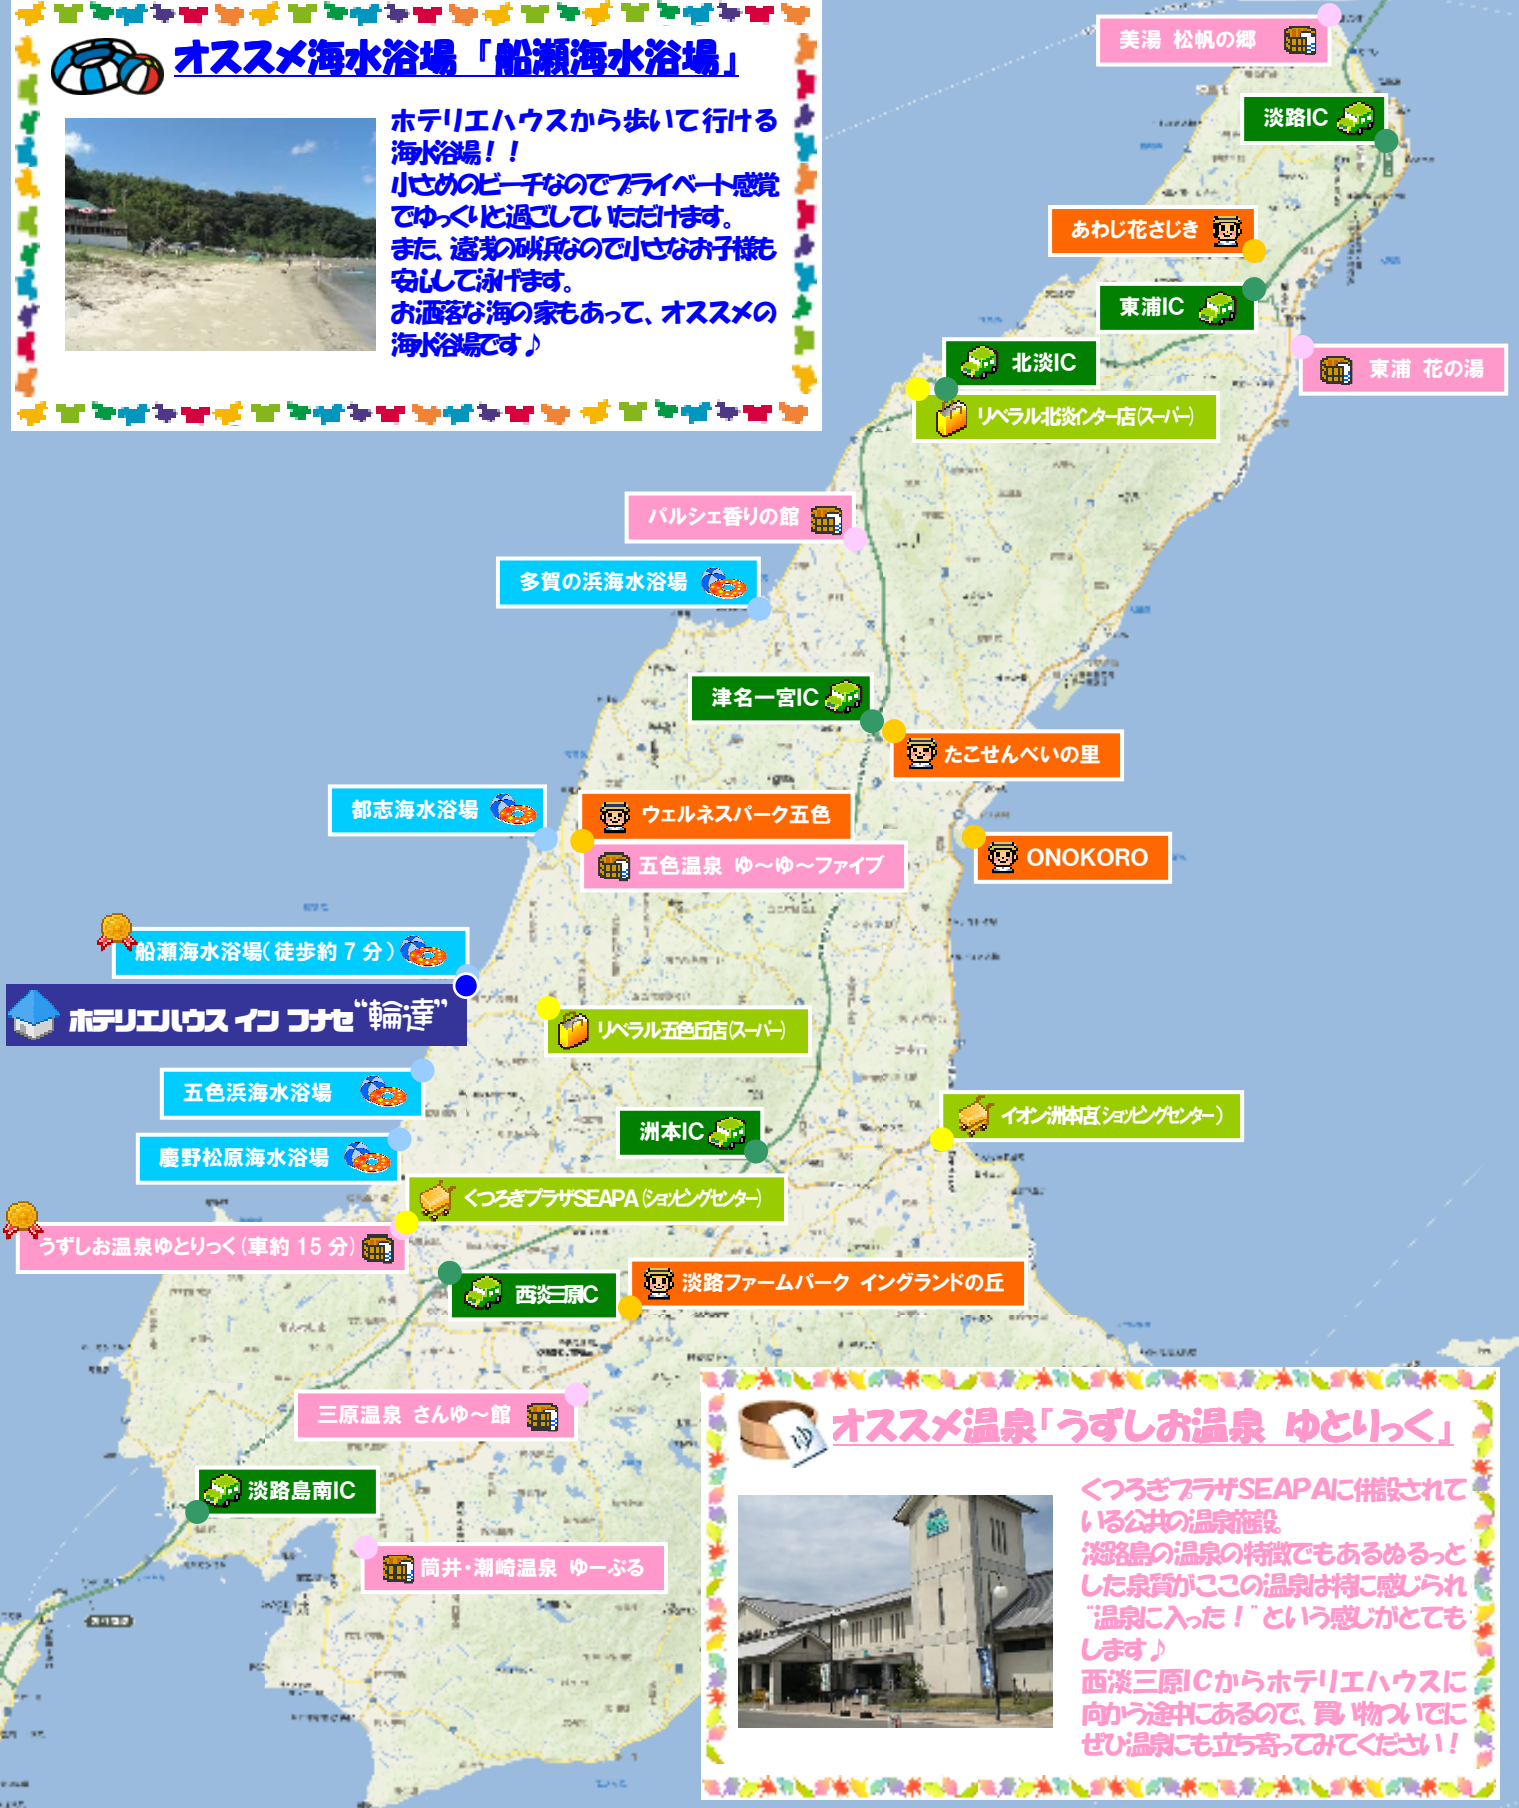 オススメ海水浴場 「船瀬海水浴場」
ホテリエハウスから歩いて行ける
海水浴場！！
小さめのビーチなのでプライベート感覚
でゆっくりと過ごしていただけます。
また、遠浅の砂浜なので小さなお子様も
安心して泳げます。
お洒落な海の家もあって、オススメの
海水浴場です♪
美湯 松帆の郷
淡路IC
あわじ花さじき
東浦IC
北淡IC
東浦 花の湯
リベラル北淡インター店(スーパー)
パルシェ香りの館
多賀の浜海水浴場
津名一宮IC
たこせんべいの里
都志海水浴場
ウェルネスパーク五色
五色温泉 ゆ～ゆ～ファイブ
ONOKORO
船瀬海水浴場(徒歩約7分)
ホテリエハウス イン フナセ“輪達”
リベラル五色丘店(スーパー)
五色浜海水浴場
イオン洲本店(ショッピングセンター)
洲本IC
慶野松原海水浴場
くつろぎプラザSEAPA(ショッピングセンター)
うずしお温泉ゆとりっく(車約15分)
西淡三原IC
淡路ファームパーク イングランドの丘
三原温泉 さんゆ～館
淡路島南IC
筒井・潮崎温泉 ゆーぷる
オススメ温泉「うずしお温泉 ゆとりっく」
くつろぎプラザSEAPAに併設されて
いる公共の温泉施設。
淡路島の温泉の特徴でもあるぬるっと
した泉質がここの温泉は特に感じられ
“温泉に入った！”という感じがとても
します♪
西淡三原ICからホテリエハウスに
向かう途中にあるので、買い物ついでに
ぜひ温泉にも立ち寄ってみてください！